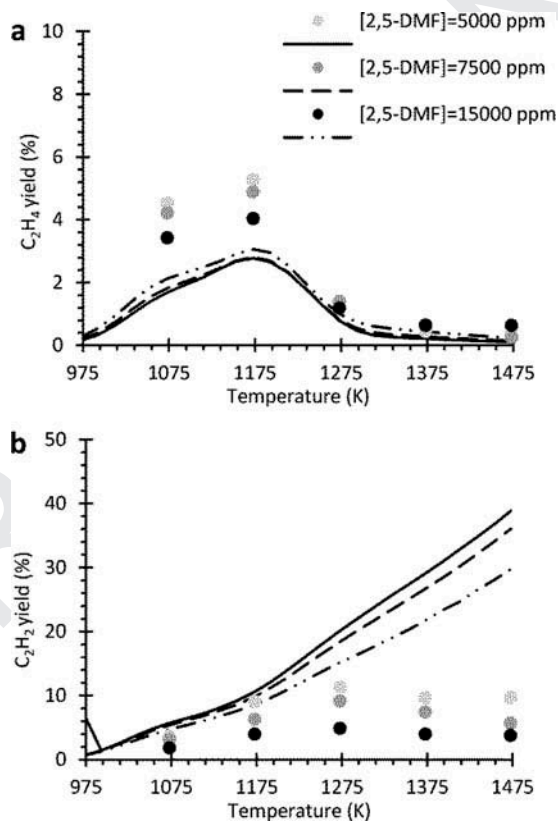 a
[2,5-DMF]=5000 ppm
[2,5-DMF]=7500 ppm
[2,5-DMF]=15000 ppm
10
8
6
4
2
0
C₂H₄ yield (%)
975 1075 1175 1275 1375 1475
Temperature (K)
b
50
40
30
20
10
0
C₂H₂ yield (%)
975 1075 1175 1275 1375 1475
Temperature (K)